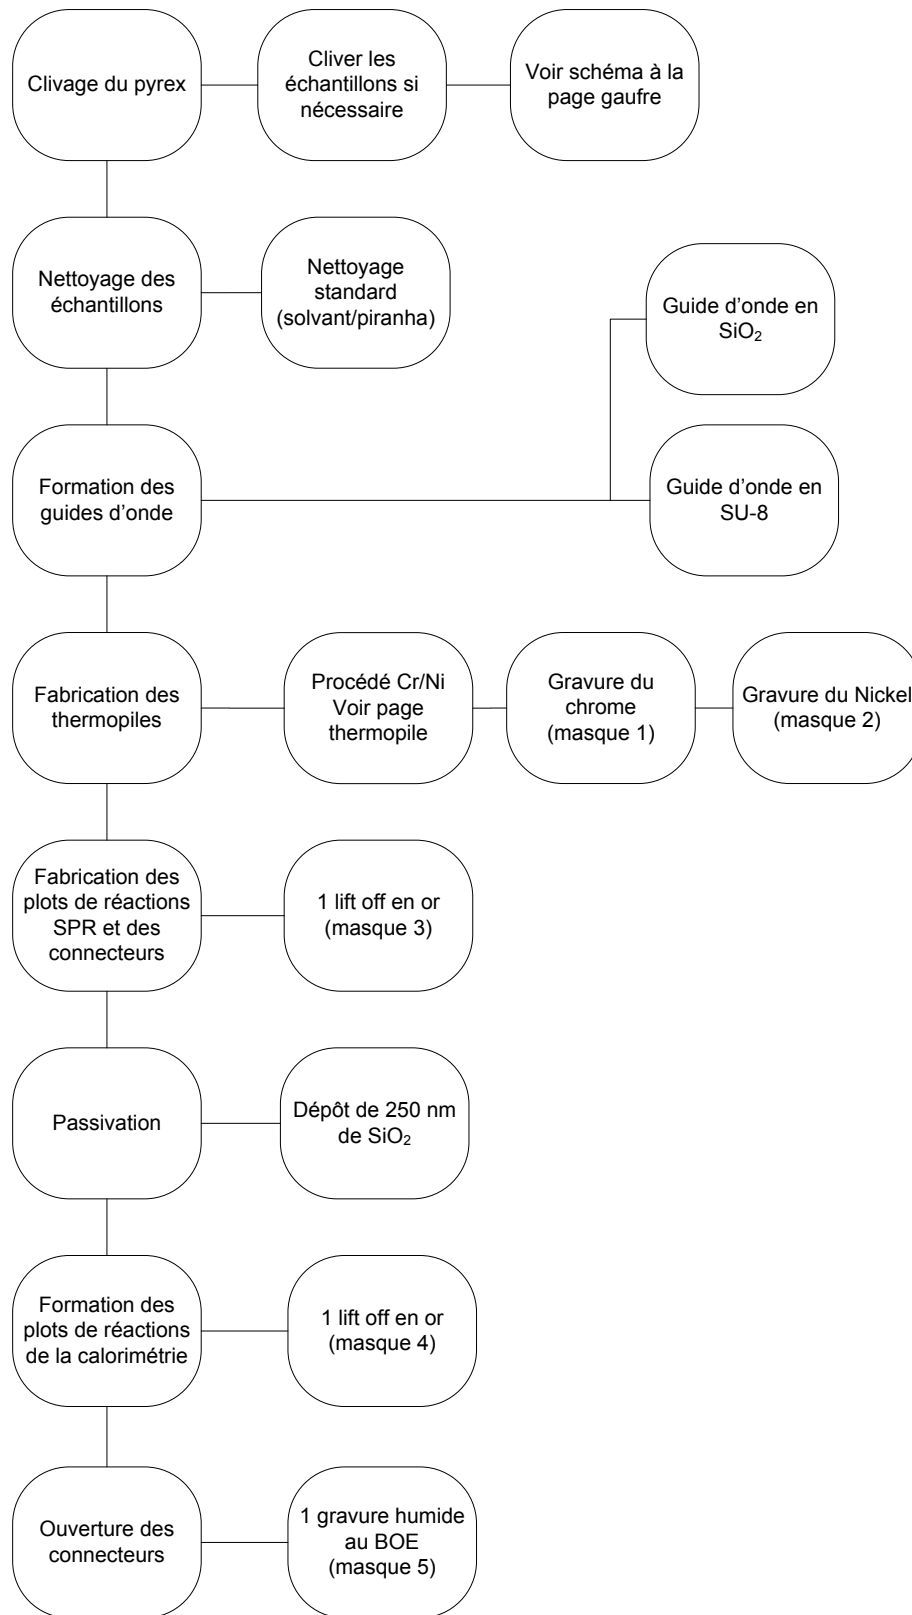 Clivage du pyrex
Cliver les
échantillons si
nécessaire
Voir schéma à la
page gaufre
Nettoyage des
échantillons
Nettoyage
standard
(solvant/piranha)
Guide d'onde en
SiO₂
Formation des
guides d'onde
Guide d'onde en
SU-8
Fabrication des
thermopiles
Procédé Cr/Ni
Voir page
thermopile
Gravure du
chrome
(masque 1)
Gravure du Nickel
(masque 2)
Fabrication des
plots de réactions
SPR et des
connecteurs
1 lift off en or
(masque 3)
Passivation
Dépôt de 250 nm
de SiO₂
Formation des
plots de réactions
de la calorimétrie
1 lift off en or
(masque 4)
Ouverture des
connecteurs
1 gravure humide
au BOE
(masque 5)